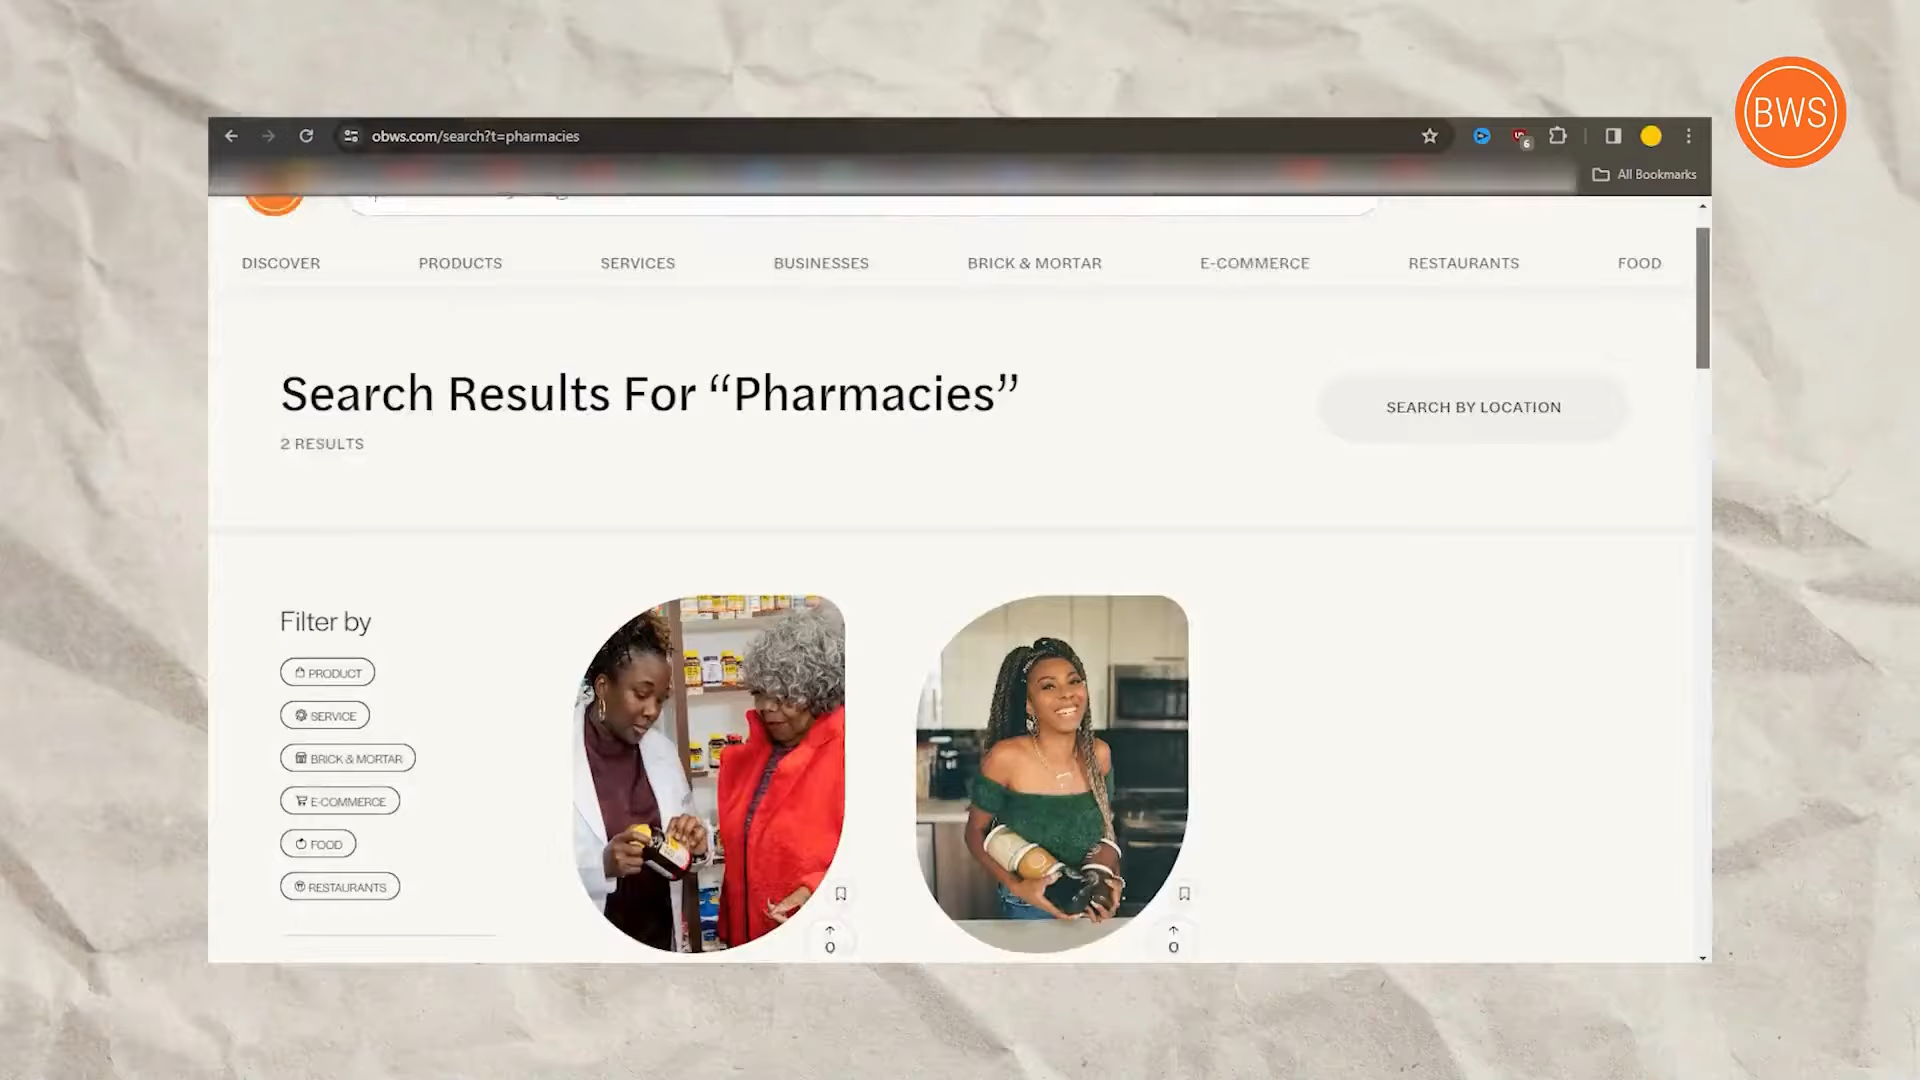 BWS
obws.com/search?t=pharmacies
6
All Bookmarks
DISCOVER PRODUCTS SERVICES BUSINESSES BRICK & MORTAR E-COMMERCE RESTAURANTS FOOD
Search Results For “Pharmacies”
SEARCH BY LOCATION
2 RESULTS
Filter by
PRODUCT
SERVICE
BRICK & MORTAR
E-COMMERCE
FOOD
RESTAURANTS
0
0